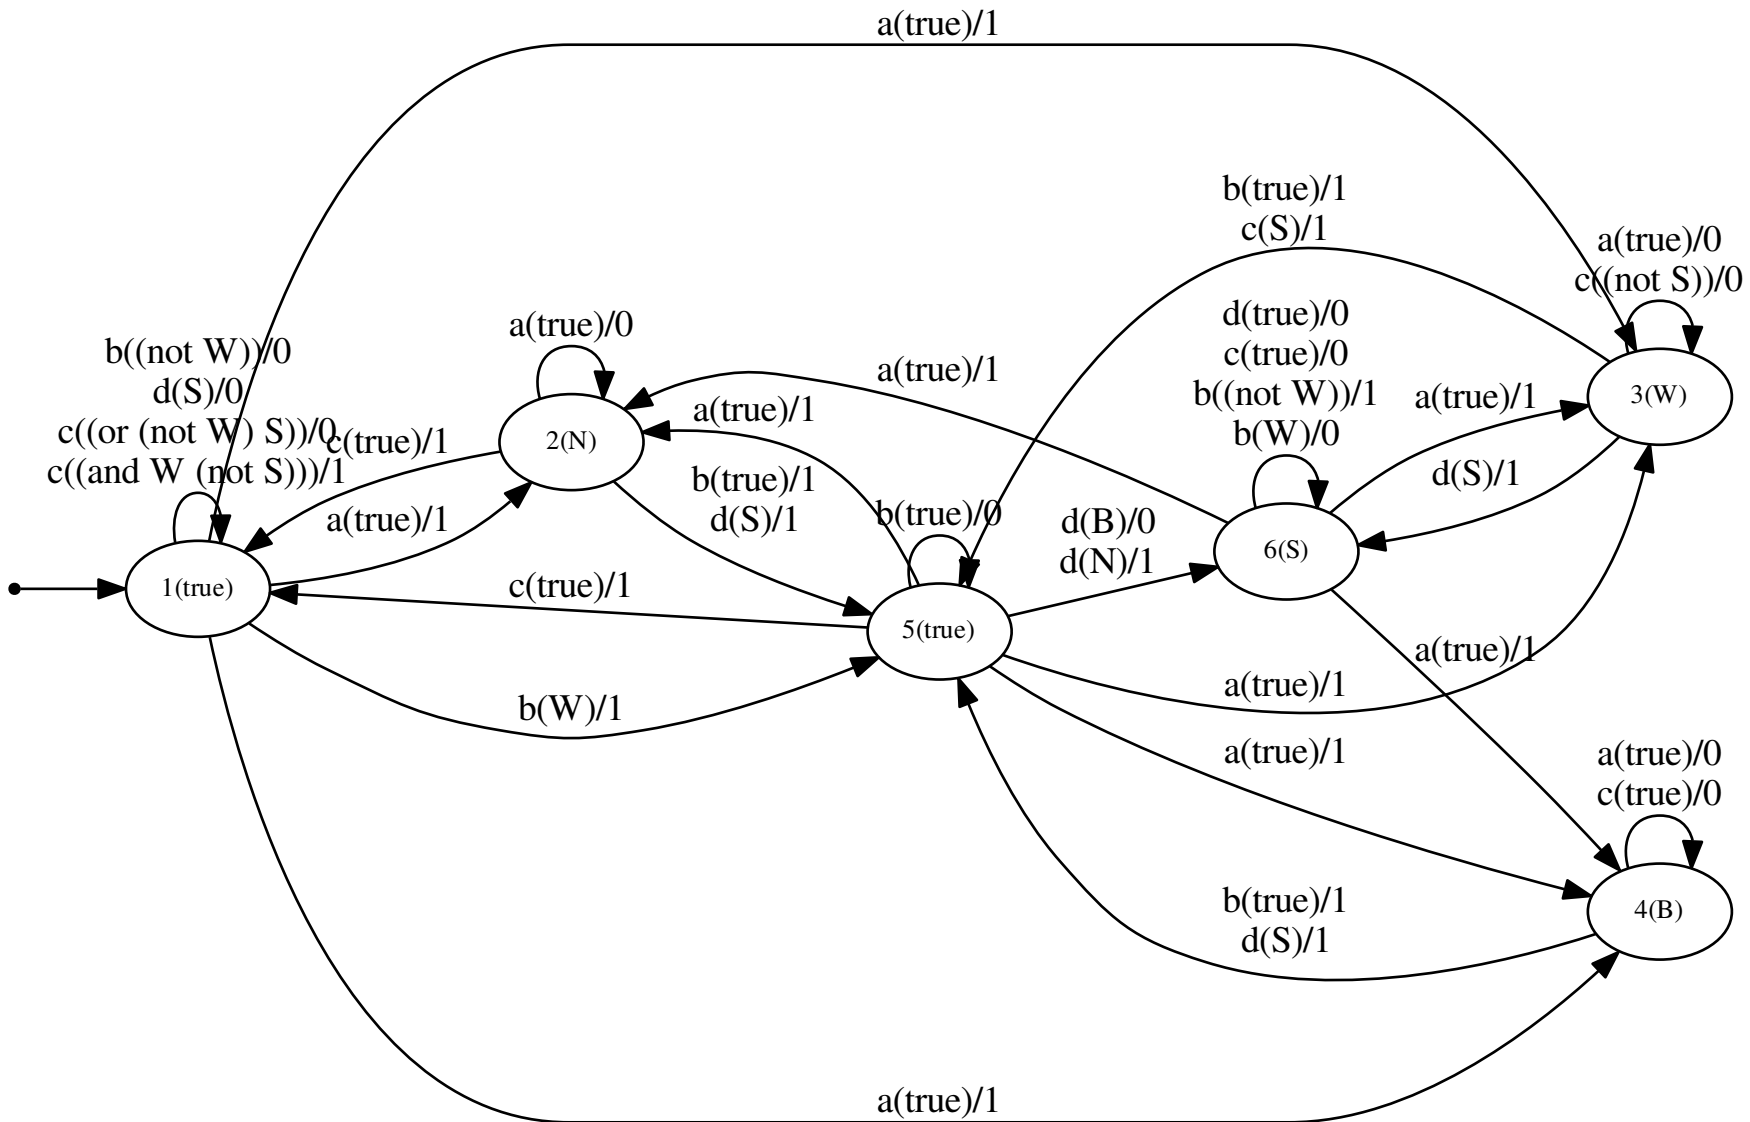 a(true)/1
b(true)/1
c(S)/1
a(true)/0
c((not S))/0
d(true)/0
c(true)/0
b((not W))/1
b(W)/0
a(true)/0
b((not W))/0
d(S)/0
c((or (not W) S))/0
c((and W (not S)))/1
c(true)/1
a(true)/1
a(true)/1
a(true)/1
3(W)
2(N)
d(S)/1
b(true)/1
d(S)/1
b(true)/0
a(true)/1
d(B)/0
d(N)/1
6(S)
1(true)
c(true)/1
5(true)
a(true)/1
a(true)/1
b(W)/1
a(true)/1
a(true)/0
c(true)/0
b(true)/1
d(S)/1
4(B)
a(true)/1